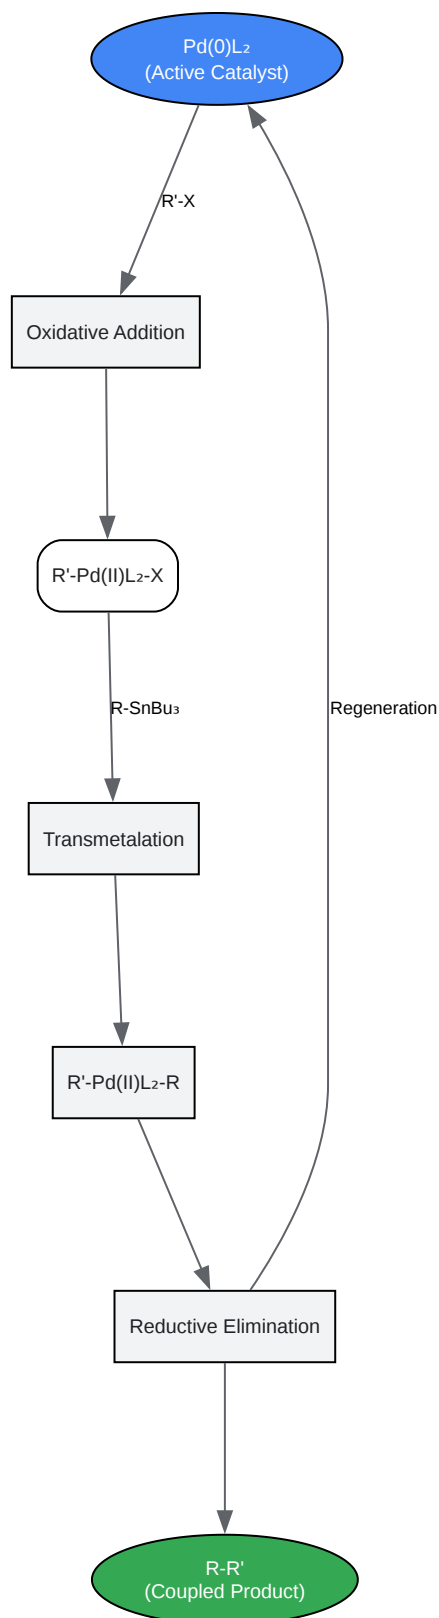 Pd(0)L₂
(Active Catalyst)
R'-X
Oxidative Addition
R'-Pd(II)L₂-X
R-SnBu₃
Regeneration
Transmetalation
R'-Pd(II)L₂-R
Reductive Elimination
R-R'
(Coupled Product)